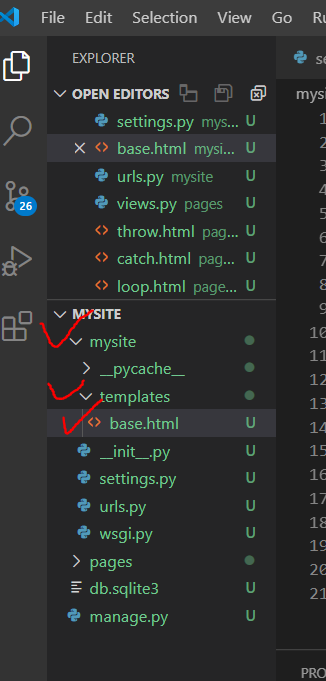 File Edit Selection View Go Ru
EXPLORER
OPEN EDITORS
settings.py mys... U
base.html mysi... U
urls.py mysite U
views.py pages U
throw.html pag... U
catch.html pag... U
loop.html page... U
MYSITE
mysite
__pycache__
templates
base.html U
__init__.py U
settings.py U
urls.py U
wsgi.py U
pages
db.sqlite3 U
manage.py U
26
se
mysi
1
2
3
4
5
6
7
8
9
10
11
12
13
14
15
16
17
18
19
20
21
PRO